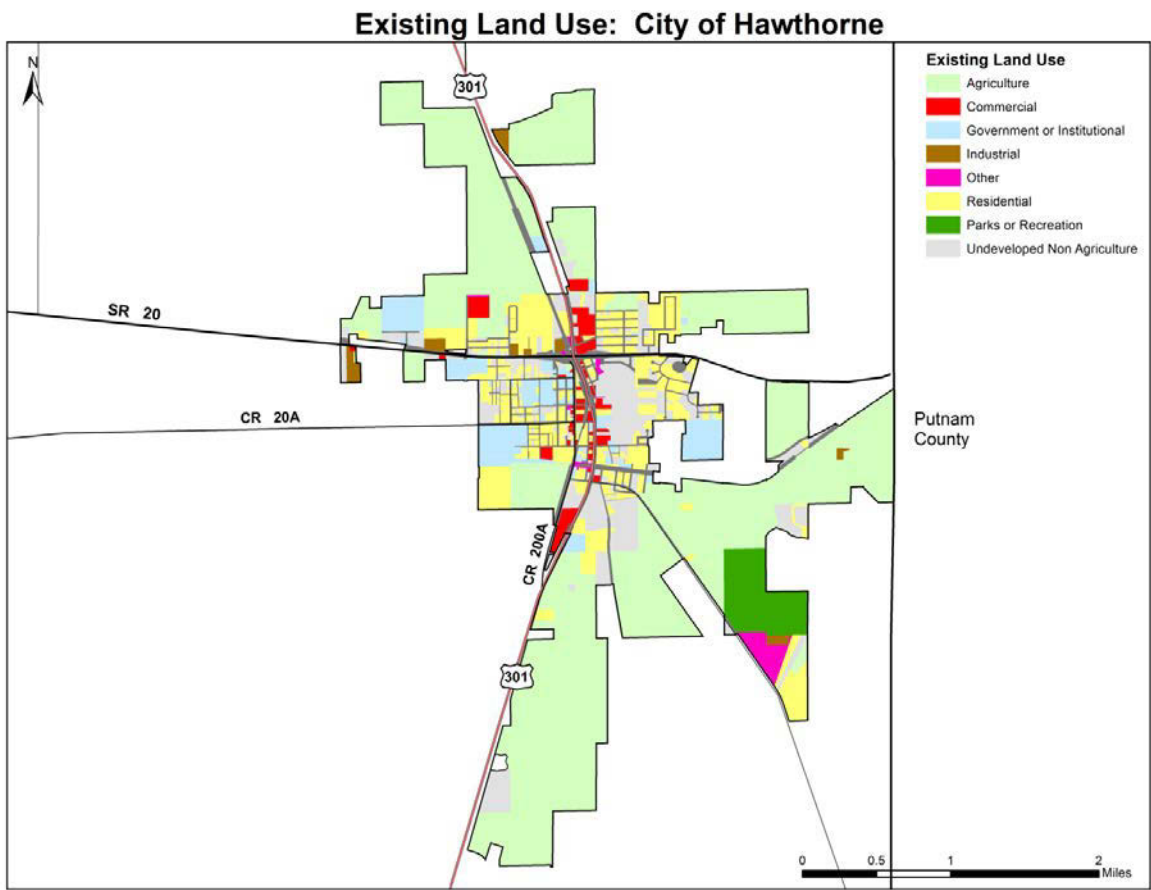 Existing Land Use: City of Hawthorne
N
301
Existing Land Use
Agriculture
Commercial
Government or Institutional
Industrial
Other
Residential
Parks or Recreation
Undeveloped Non Agriculture
SR 20
CR 20A
Putnam
County
CR 200A
301
0 0.5 1 2
Miles